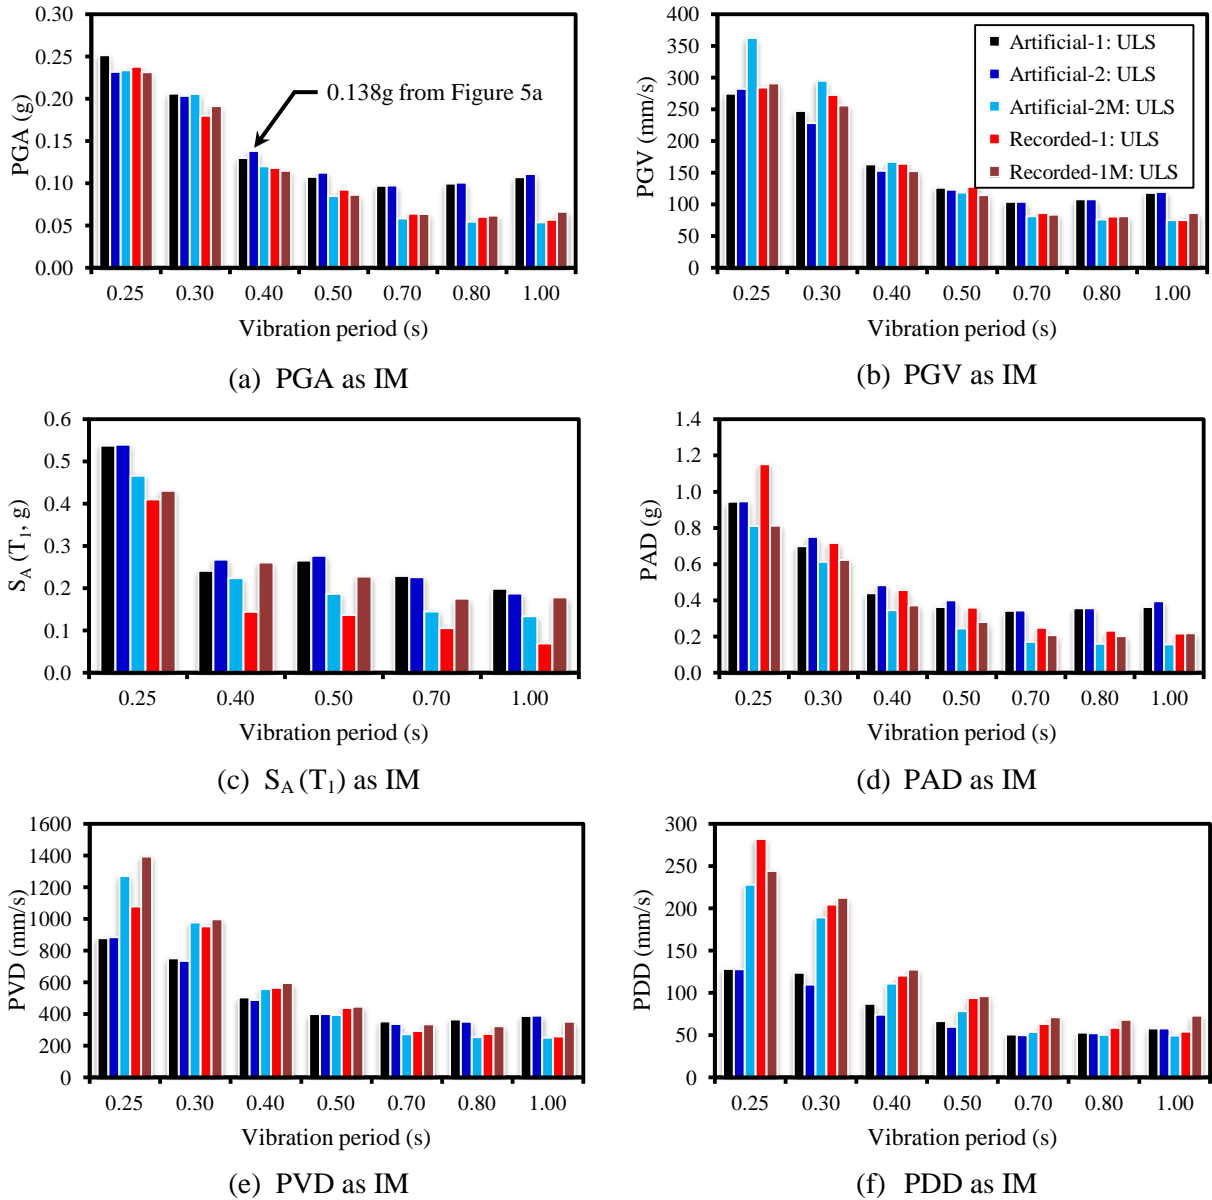 0.30
0.25
0.20
0.15
0.10
0.05
0.00
PGA (g)
0.138g from Figure 5a
0.25 0.30 0.40 0.50 0.70 0.80 1.00
Vibration period (s)
(a) PGA as IM
400
350
300
250
200
150
100
50
0
PGV (mm/s)
Artificial-1: ULS
Artificial-2: ULS
Artificial-2M: ULS
Recorded-1: ULS
Recorded-1M: ULS
0.25 0.30 0.40 0.50 0.70 0.80 1.00
Vibration period (s)
(b) PGV as IM
0.6
0.5
0.4
0.3
0.2
0.1
0.0
S_A (T_1, g)
0.25 0.40 0.50 0.70 1.00
Vibration period (s)
(c) S_A (T_1) as IM
1.4
1.2
1.0
0.8
0.6
0.4
0.2
0.0
PAD (g)
0.25 0.30 0.40 0.50 0.70 0.80 1.00
Vibration period (s)
(d) PAD as IM
1600
1400
1200
1000
800
600
400
200
0
PVD (mm/s)
0.25 0.30 0.40 0.50 0.70 0.80 1.00
Vibration period (s)
(e) PVD as IM
300
250
200
150
100
50
0
PDD (mm/s)
0.25 0.30 0.40 0.50 0.70 0.80 1.00
Vibration period (s)
(f) PDD as IM